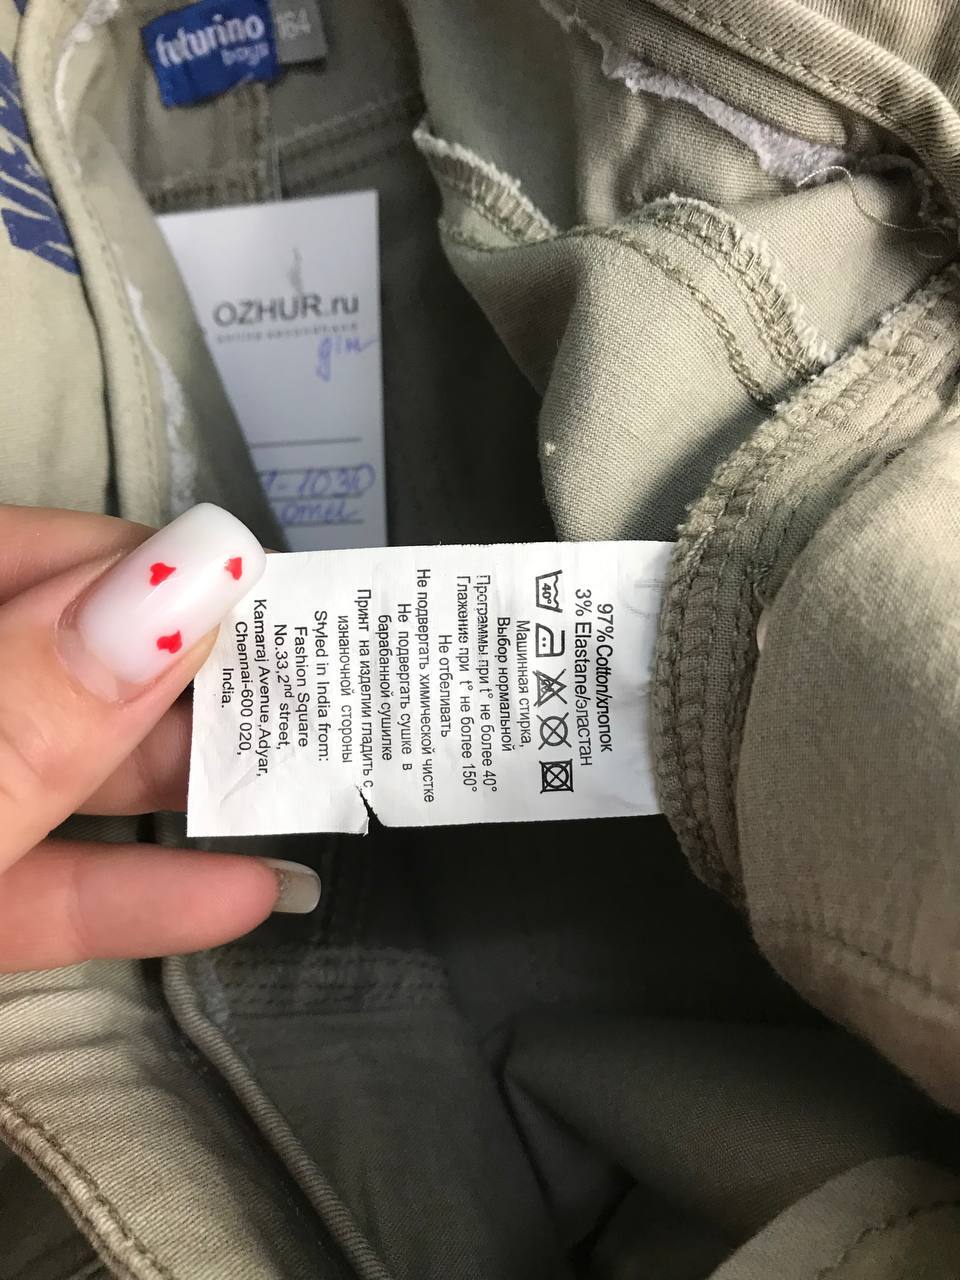 futurino
boys
164
OZHUR.ru
online secondhand
97%Cotton/хлопок
3% Elastane/эластан
40°
Машинная стирка,
Выбор нормальной
Программы при t° не более 40°
Глажение при t° не более 150°
Не отбеливать
Не подвергать химической чистке
Не подвергать сушке в
барабанной сушилке
Принт на изделии гладить с
изнаночной стороны
Styled in India from:
Fashion Square
No.33,2nd street,
Kamaraj Avenue,Adyar,
Chennai-600 020,
India.